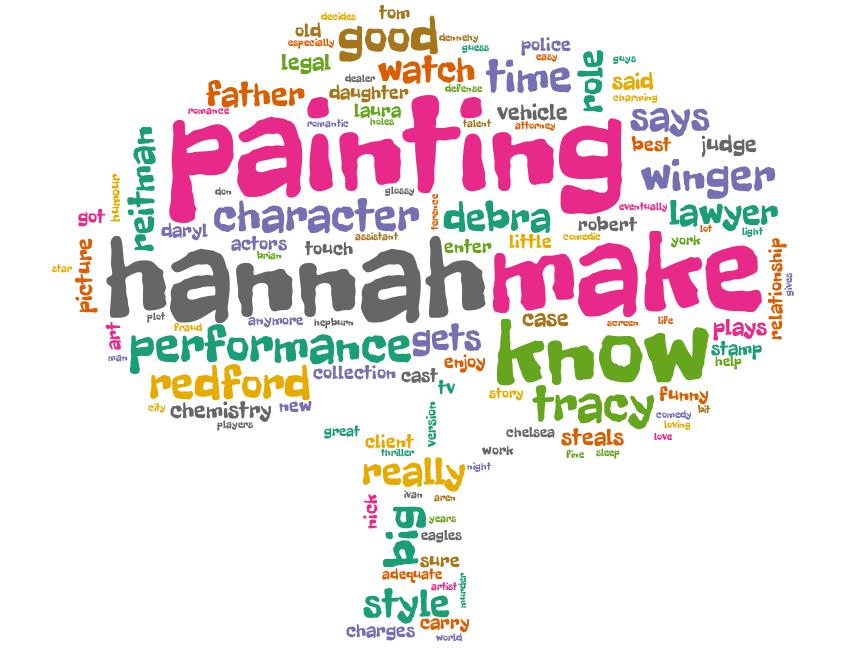 decides tom
old good dennehy
especially guess police
legal watch easy
dealer time role guys
father daughter defense said
charming
romance laura vehicle says
romantic holes talent attorney
painting best judge
reitman don glossy winger
humour character terence eventually lawyer
got daryl debra robert lot light
actors assistant comedic york
brian touch enter little
picture hannah make relationship
star gives
plot case
art fraud anymore hepburn screen life plays
man performance gets know stamp
enjoy help
redford collection cast tv
city chemistry new story tracy funny
players version comedy bit
loving
great client chelsea steals love
thriller work fine sleep
really night
nick ivan aren
big years
eagles
sure
adequate
artist murder
style
charges carry
world